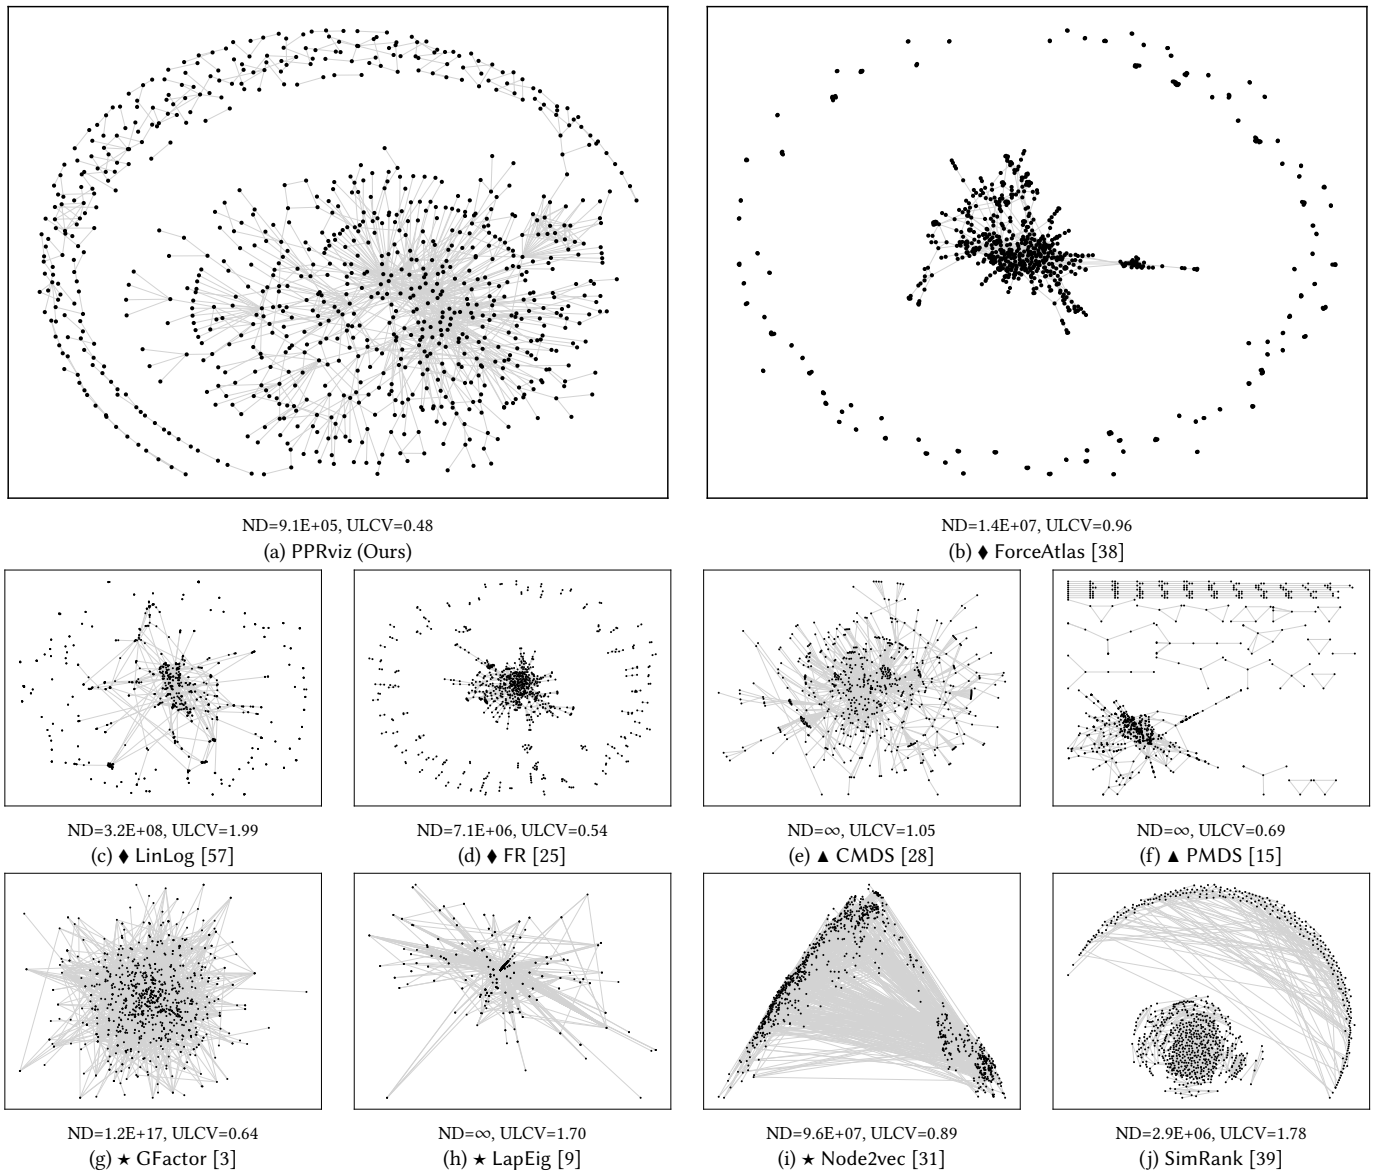 ND=9.1E+05, ULCV=0.48
(a) PPRviz (Ours)
ND=1.4E+07, ULCV=0.96
(b) ♦ ForceAtlas [38]
ND=3.2E+08, ULCV=1.99
(c) ♦ LinLog [57]
ND=7.1E+06, ULCV=0.54
(d) ♦ FR [25]
ND=∞, ULCV=1.05
(e) ▲ CMDS [28]
ND=∞, ULCV=0.69
(f) ▲ PMDS [15]
ND=1.2E+17, ULCV=0.64
(g) ★ GFactor [3]
ND=∞, ULCV=1.70
(h) ★ LapEig [9]
ND=9.6E+07, ULCV=0.89
(i) ★ Node2vec [31]
ND=2.9E+06, ULCV=1.78
(j) SimRank [39]